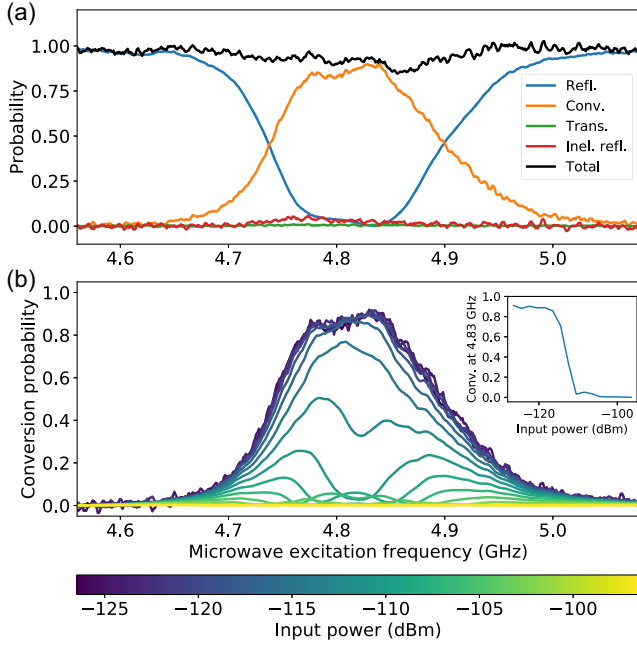 (a)
Probability
1.00
0.75
0.50
0.25
0.00
Refl.
Conv.
Trans.
Inel. refl.
Total
4.6 4.7 4.8 4.9 5.0
(b)
Conversion probability
1.0
0.8
0.6
0.4
0.2
0.0
Conv. at 4.83 GHz
1.0
0.8
0.6
0.4
0.2
0.0
−120 −100
Input power (dBm)
4.6 4.7 4.8 4.9 5.0
Microwave excitation frequency (GHz)
−125 −120 −115 −110 −105 −100
Input power (dBm)